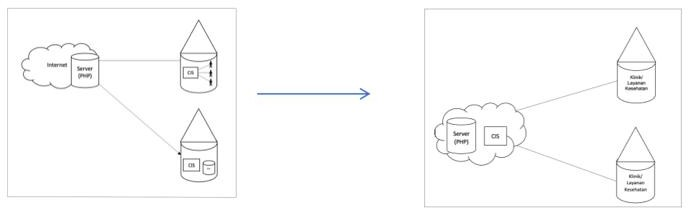 Internet
Server
(PHP)
CIS
CIS
Server
(PHP)
CIS
Klinik/
Layanan
Kesehatan
Klinik/
Layanan
Kesehatan